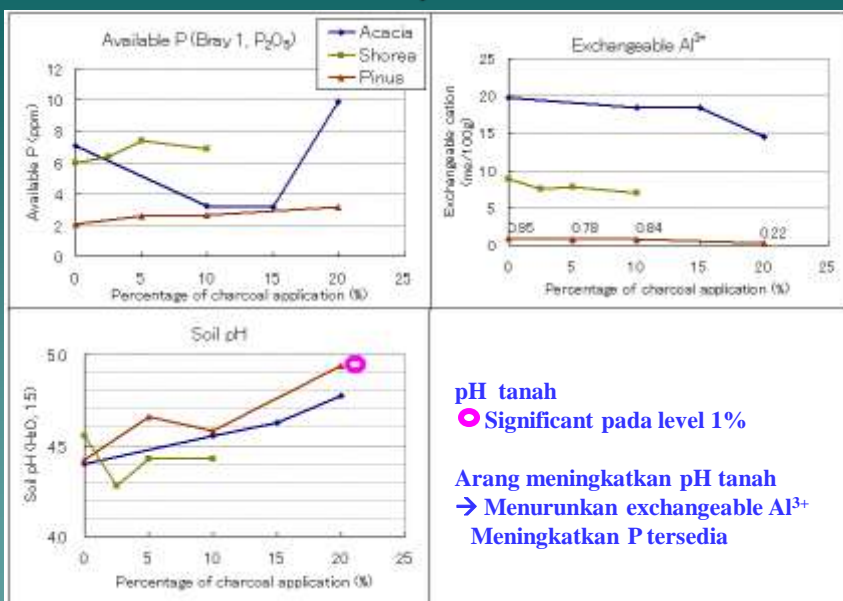 Available P (Bray 1, P₂O₅)
Acacia
Shorea
Pinus
Available P (ppm)
12
10
8
6
4
2
0
0 5 10 15 20 25
Percentage of charcoal application (%)
Exchangeable Al³⁺
Exchangeable cation
(me/100g)
25
20
15
10
5
0
0.95 0.78 0.84 0.22
0 5 10 15 20 25
Percentage of charcoal application (%)
Soil pH
Soil pH (H₂O, 1:5)
5.0
4.5
4.0
0 5 10 15 20 25
Percentage of charcoal application (%)
pH tanah
Significant pada level 1%
Arang meningkatkan pH tanah
→ Menurunkan exchangeable Al³⁺
Meningkatkan P tersedia